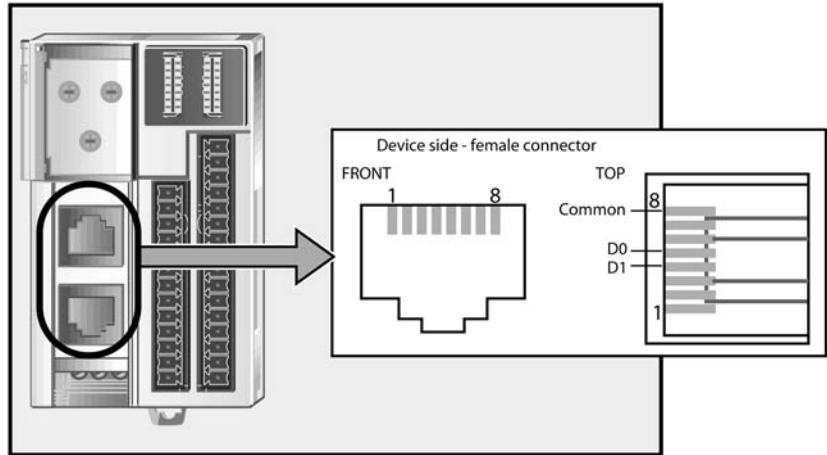 Device side - female connector
FRONT
1 8
TOP
8
Common
D0
D1
1